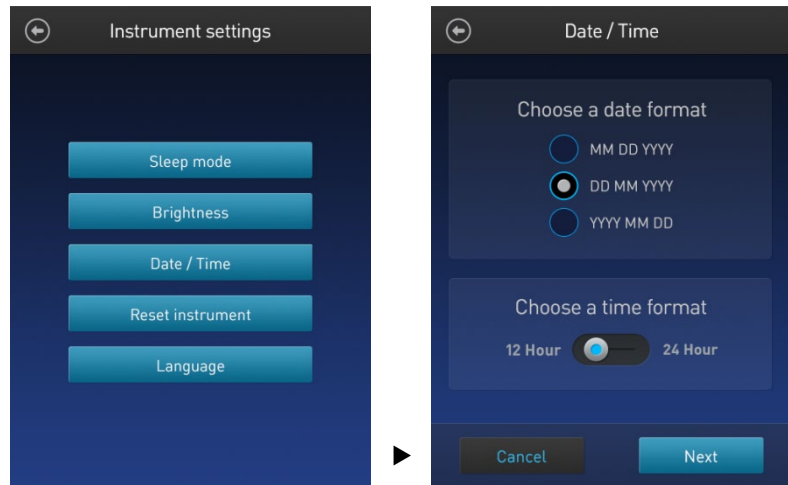 Instrument settings
Sleep mode
Brightness
Date / Time
Reset instrument
Language
Date / Time
Choose a date format
MM DD YYYY
DD MM YYYY
YYYY MM DD
Choose a time format
12 Hour 24 Hour
Cancel Next